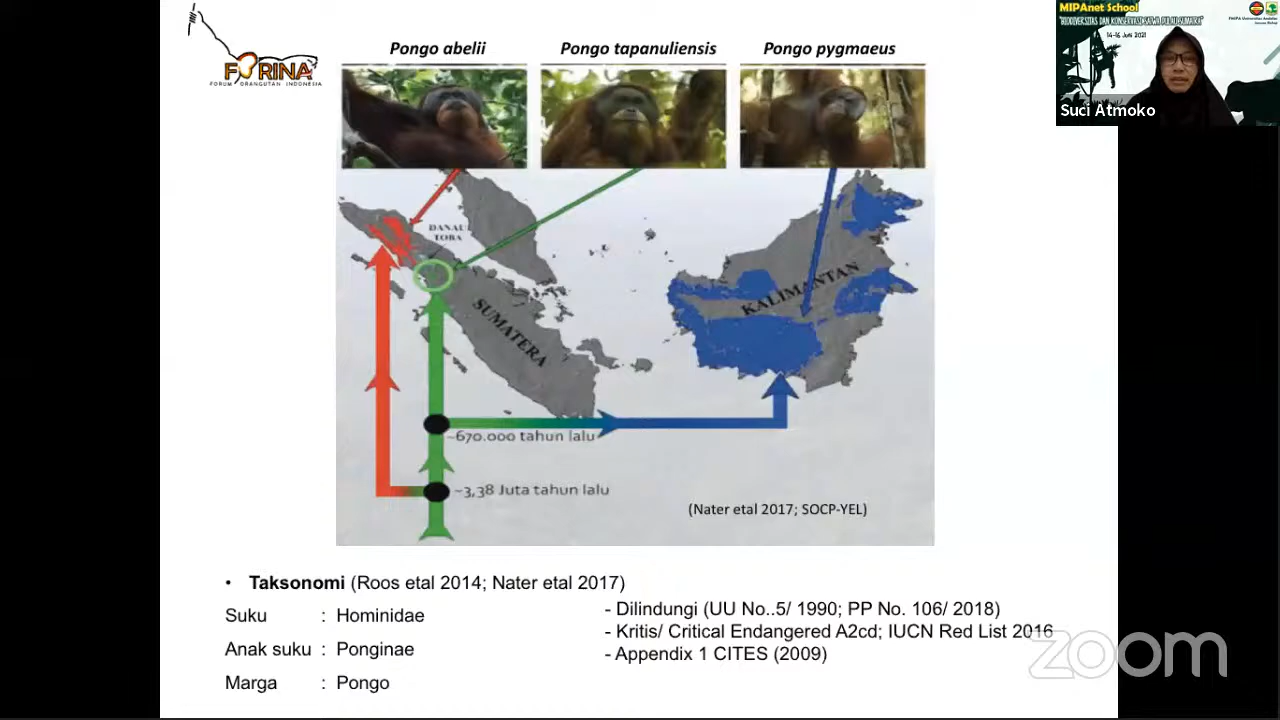 FORINA
FORUM ORANGUTAN INDONESIA
Pongo abelii
Pongo tapanuliensis
Pongo pygmaeus
DANAU
TOBA
SUMATERA
KALIMANTAN
~670.000 tahun lalu
~3,38 Juta tahun lalu
(Nater etal 2017; SOCP-YEL)
• Taksonomi (Roos etal 2014; Nater etal 2017)
Suku : Hominidae
Anak suku : Ponginae
Marga : Pongo
- Dilindungi (UU No..5/ 1990; PP No. 106/ 2018)
- Kritis/ Critical Endangered A2cd; IUCN Red List 2016
- Appendix 1 CITES (2009)
zoom
MIPAnet School
"BIODIVERSITAS DAN KONSERVASI SATWA PULAU SUMATRA"
14-16 Juni 2021
FMIPA Universitas Andalas
Suci Atmoko